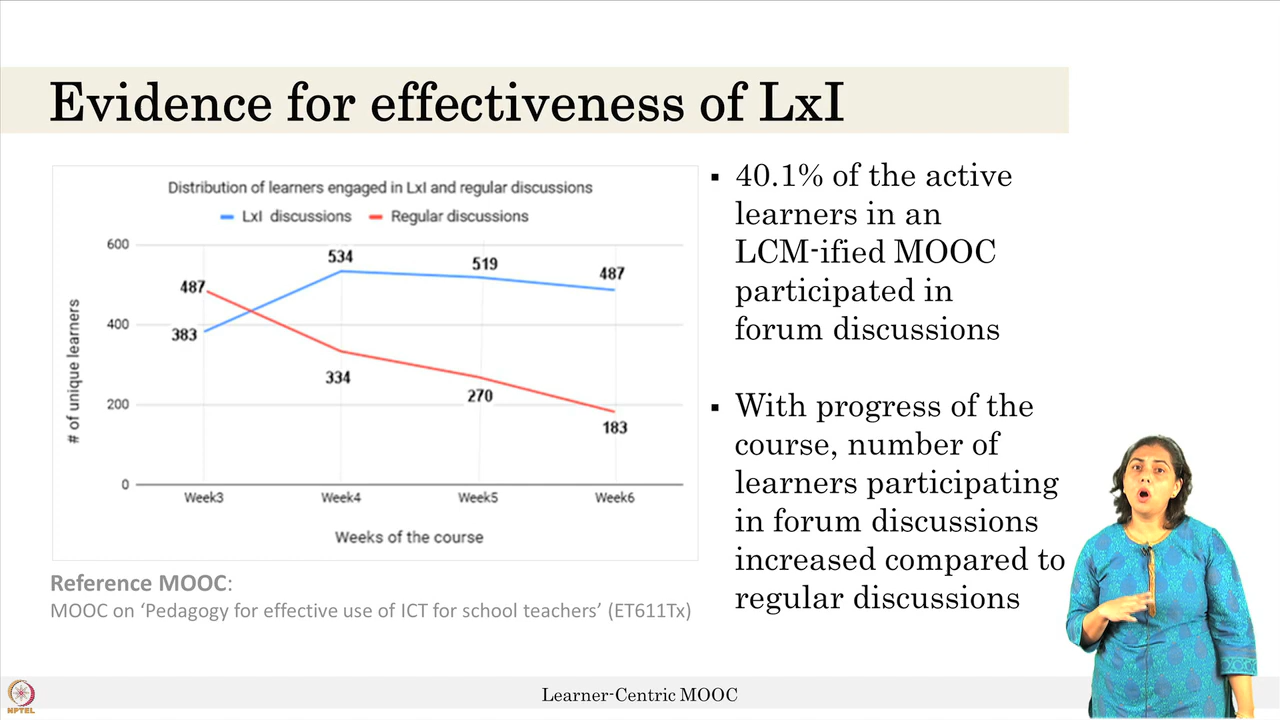 Evidence for effectiveness of LxI
Distribution of learners engaged in LxI and regular discussions
LxI discussions Regular discussions
# of unique learners
600
400
200
0
487
383
534
334
519
270
487
183
Week3 Week4 Week5 Week6
Weeks of the course
Reference MOOC:
MOOC on ‘Pedagogy for effective use of ICT for school teachers’ (ET611Tx)
▪ 40.1% of the active
learners in an
LCM-ified MOOC
participated in
forum discussions
▪ With progress of the
course, number of
learners participating
in forum discussions
increased compared to
regular discussions
NPTEL
Learner-Centric MOOC